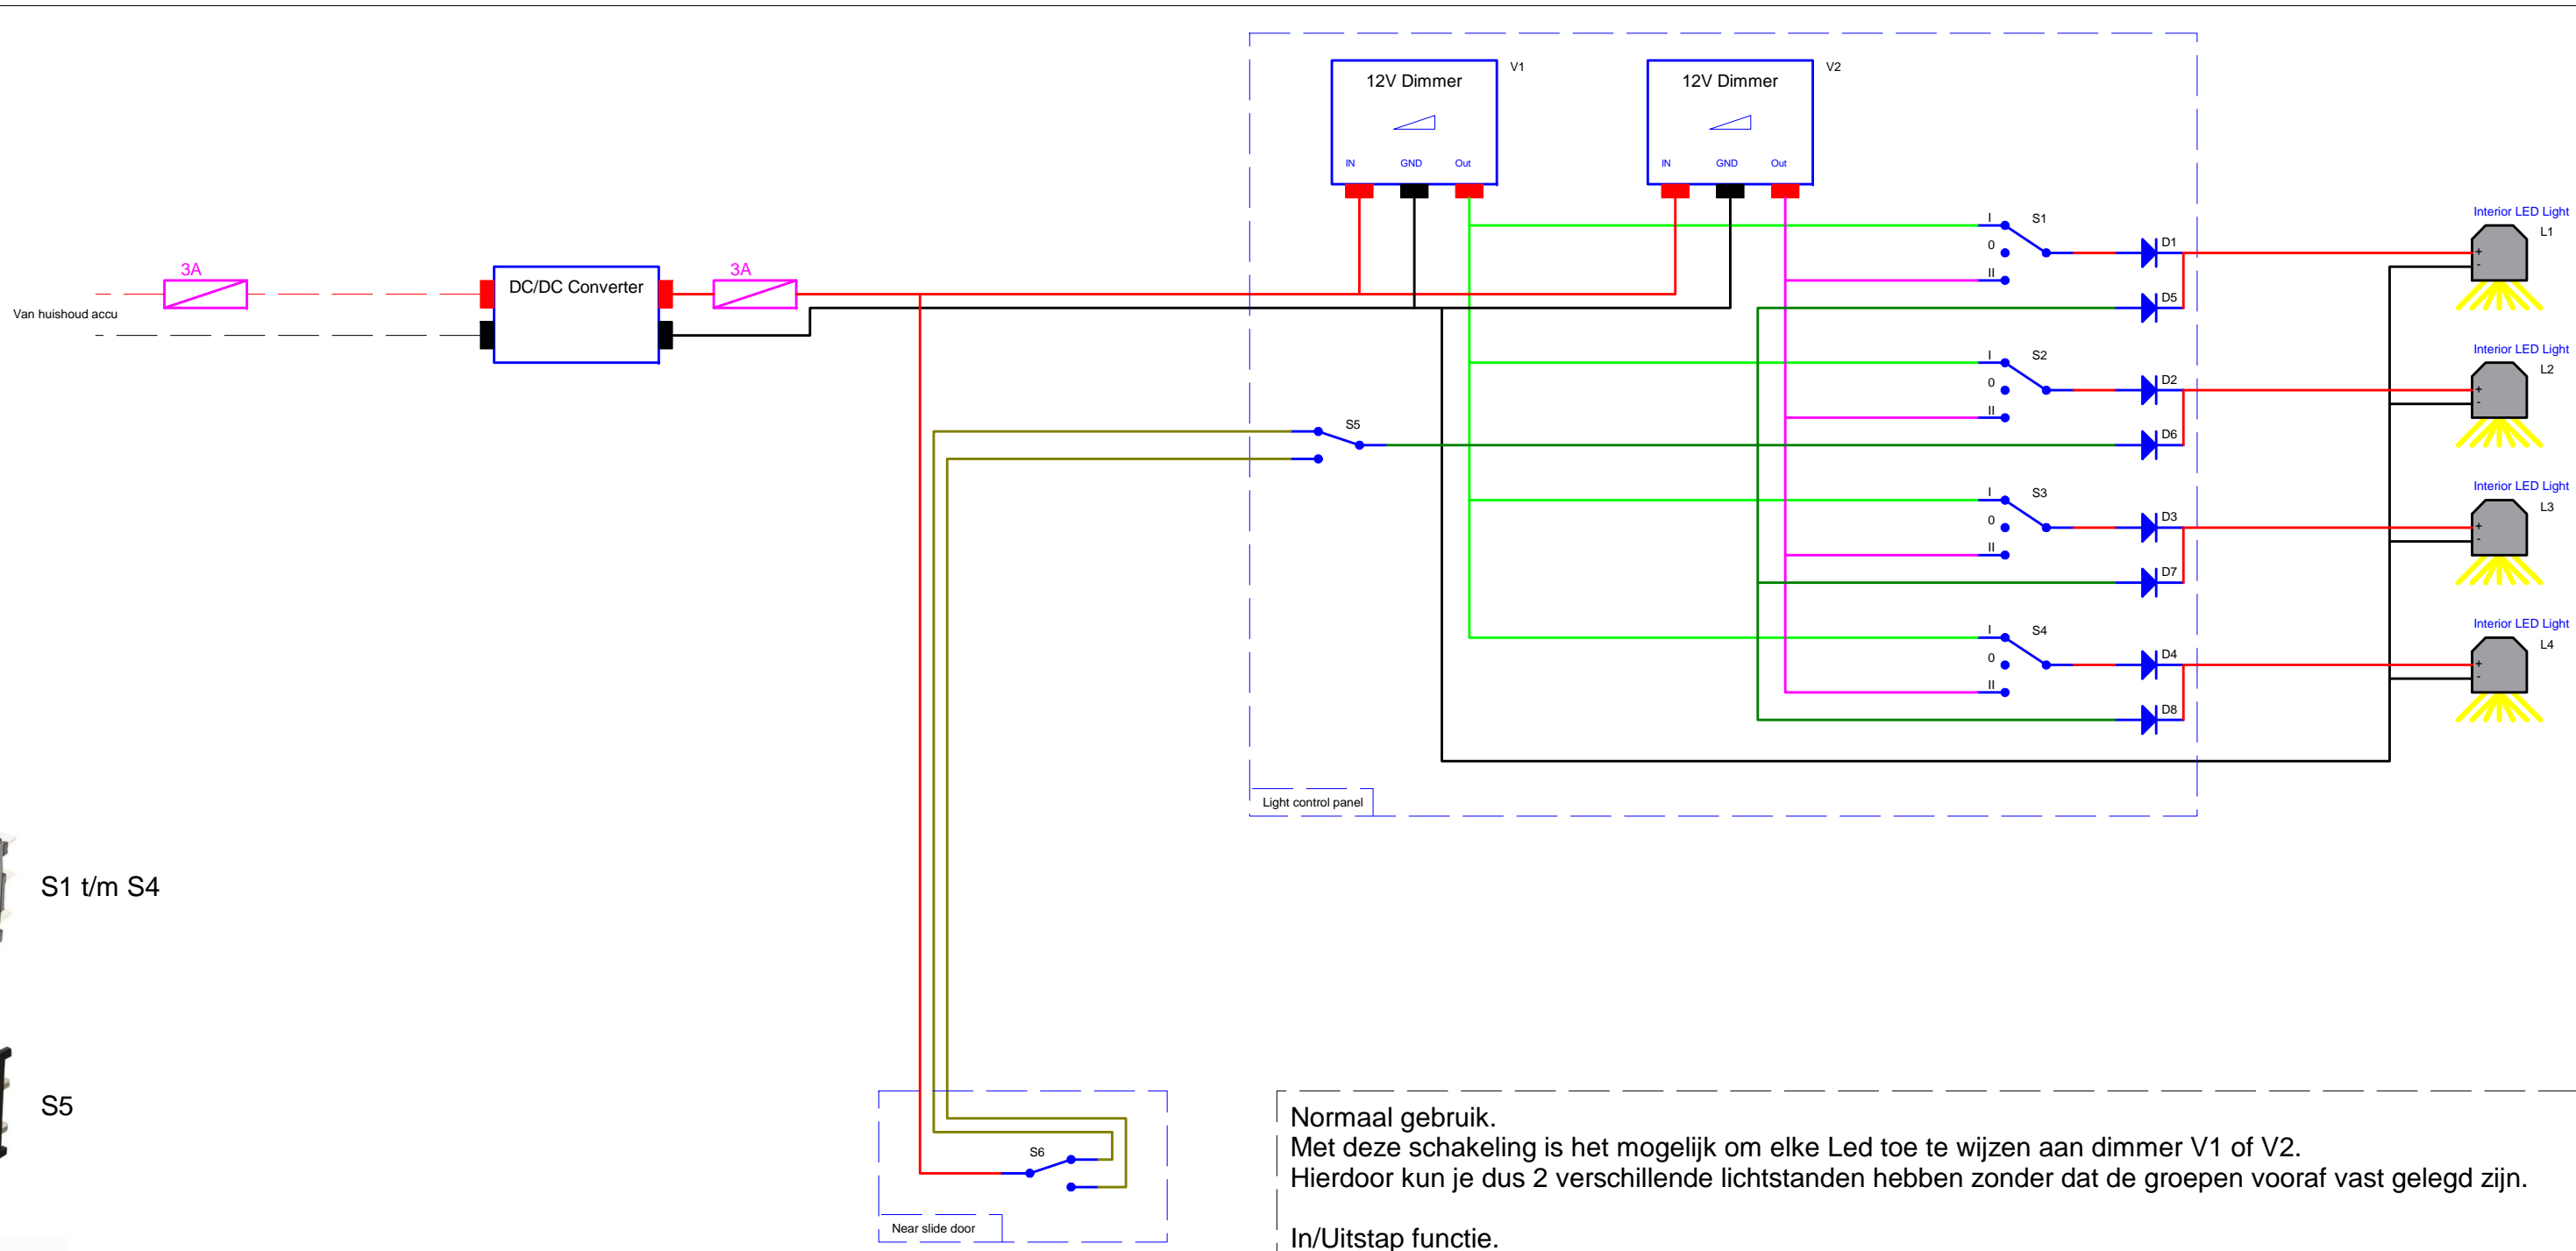 12V Dimmer
V1
IN
GND
Out
12V Dimmer
V2
IN
GND
Out
3A
DC/DC Converter
3A
Van huishoud accu
I
0
II
S1
D1
D5
Interior LED Light
L1
+
-
I
0
II
S2
D2
D6
Interior LED Light
L2
+
-
S5
I
0
II
S3
D3
D7
Interior LED Light
L3
+
-
I
0
II
S4
D4
D8
Interior LED Light
L4
+
-
Light control panel
S1 t/m S4
S5
S6
Near slide door
Normaal gebruik.
Met deze schakeling is het mogelijk om elke Led toe te wijzen aan dimmer V1 of V2.
Hierdoor kun je dus 2 verschillende lichtstanden hebben zonder dat de groepen vooraf vast gelegd zijn.
In/Uitstap functie.